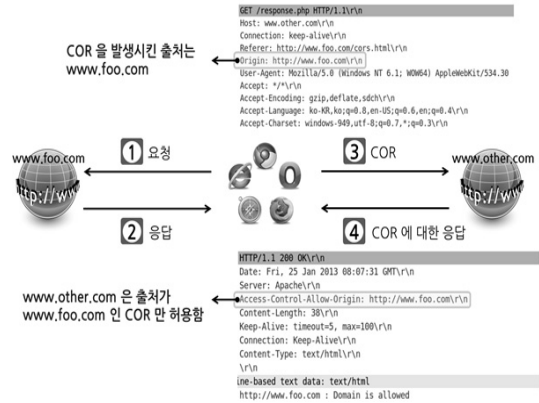 GET /response.php HTTP/1.1\r\n
Host: www.other.com\r\n
Connection: keep-alive\r\n
Referer: http://www.foo.com/cors.html\r\n
Origin: http://www.foo.com\r\n
User-Agent: Mozilla/5.0 (Windows NT 6.1; WOW64) AppleWebKit/534.30
Accept: */*\r\n
Accept-Encoding: gzip,deflate,sdch\r\n
Accept-Language: ko-KR,ko;q=0.8,en-US;q=0.6,en;q=0.4\r\n
Accept-Charset: windows-949,utf-8;q=0.7,*;q=0.3\r\n
COR 을 발생시킨 출처는
www.foo.com
1 요청
3 COR
www.foo.com
http://ww
www.other.com
http://ww
2 응답
4 COR 에 대한 응답
HTTP/1.1 200 OK\r\n
Date: Fri, 25 Jan 2013 08:07:31 GMT\r\n
Server: Apache\r\n
Access-Control-Allow-Origin: http://www.foo.com\r\n
Content-Length: 38\r\n
Keep-Alive: timeout=5, max=100\r\n
Connection: Keep-Alive\r\n
Content-Type: text/html\r\n
\r\n
ine-based text data: text/html
http://www.foo.com : Domain is allowed
www.other.com 은 출처가
www.foo.com 인 COR 만 허용함